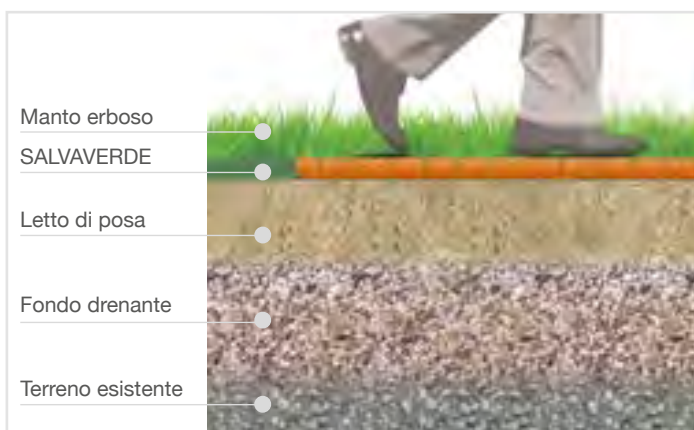 Manto erboso
SALVAVERDE
Letto di posa
Fondo drenante
Terreno esistente